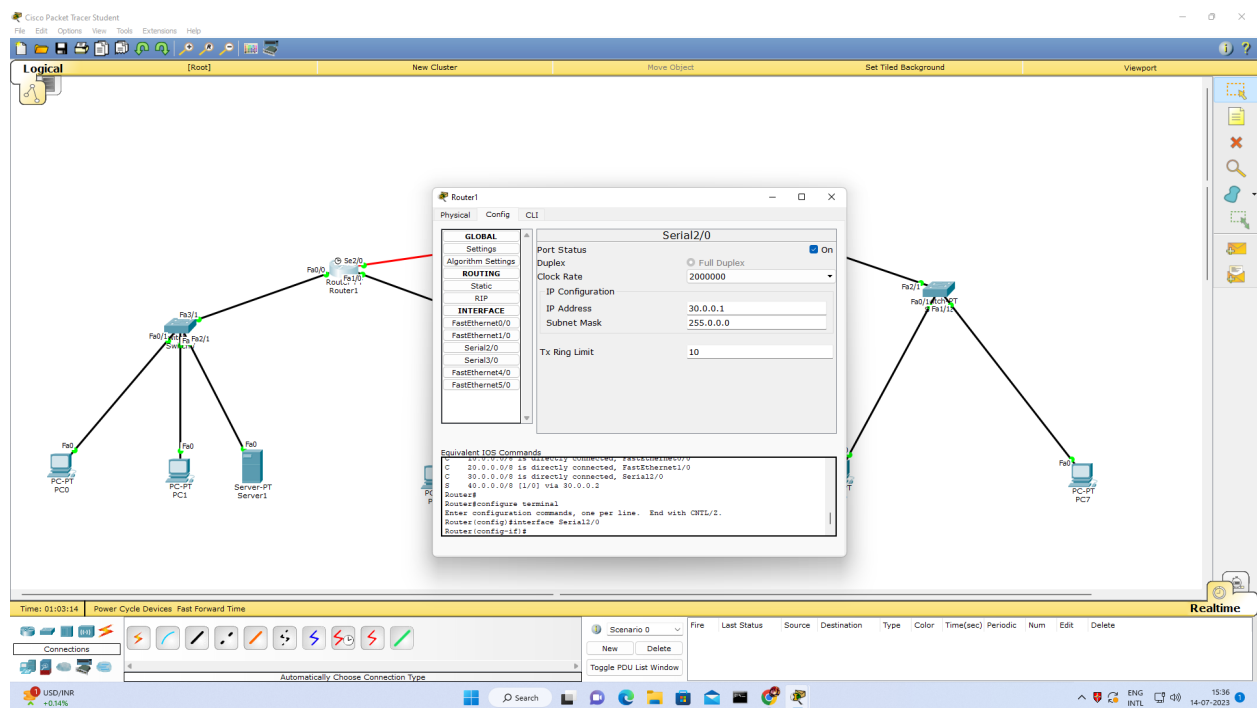 Cisco Packet Tracer Student
File Edit Options View Tools Extensions Help
Logical [Root] New Cluster Move Object Set Tiled Background Viewport
Router1
Physical Config CLI
GLOBAL
Settings
Algorithm Settings
ROUTING
Static
RIP
INTERFACE
FastEthernet0/0
FastEthernet1/0
Serial2/0
Serial3/0
FastEthernet4/0
FastEthernet5/0
Serial2/0
Port Status On
Duplex Full Duplex
Clock Rate 2000000
IP Configuration
IP Address 30.0.0.1
Subnet Mask 255.0.0.0
Tx Ring Limit 10
Equivalent IOS Commands
C 20.0.0.0/8 is directly connected, FastEthernet1/0
C 30.0.0.0/8 is directly connected, Serial2/0
S 40.0.0.0/8 [1/0] via 30.0.0.2
Router#
Router#configure terminal
Enter configuration commands, one per line. End with CNTL/Z.
Router(config)#interface Serial2/0
Router(config-if)#
Se2/0
Fa0/0
Fa1/0
Router1
Fa3/1
Fa2/1
Fa0
PC-PT
PC0
Fa0
PC-PT
PC1
Fa0
Server-PT
Server1
Fa2/1
Fa0
PC-PT
PC7
Time: 01:03:14 Power Cycle Devices Fast Forward Time
Realtime
Connections
Automatically Choose Connection Type
Scenario 0
New Delete
Toggle PDU List Window
Fire Last Status Source Destination Type Color Time(sec) Periodic Num Edit Delete
1
USD/INR
+0.14%
Search
ENG
INTL
15:36
14-07-2023
1